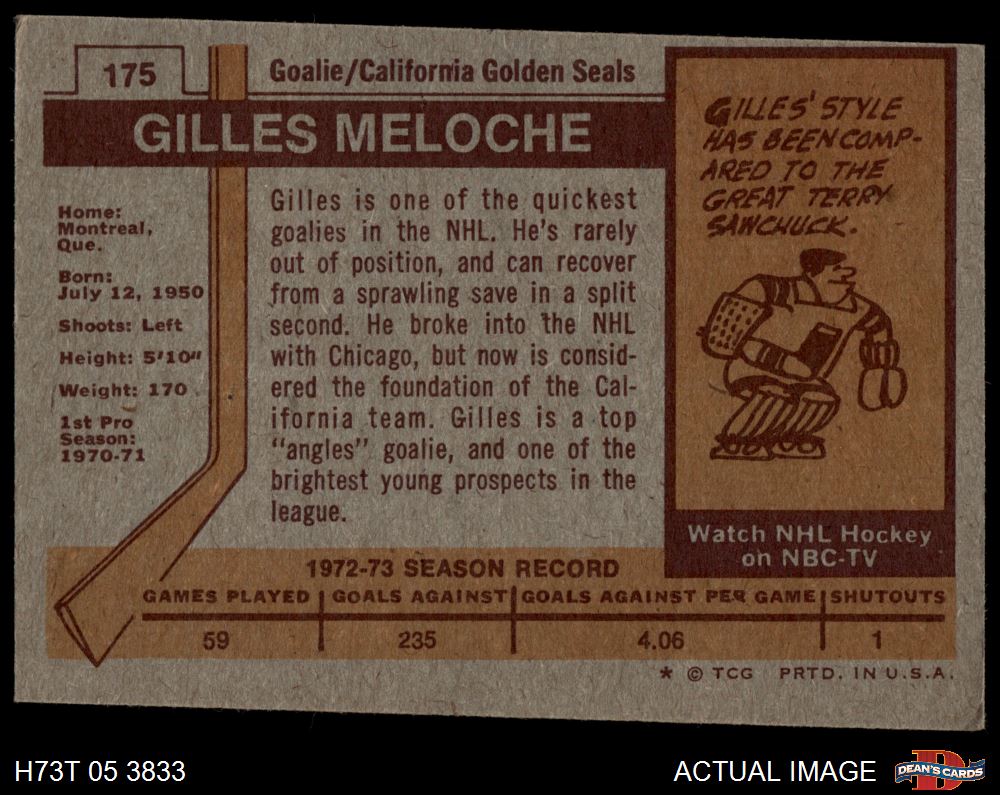 175
Goalie/California Golden Seals
GILLES MELOCHE
Home:
Montreal,
Que.
Born:
July 12, 1950
Shoots: Left
Height: 5'10"
Weight: 170
1st Pro
Season:
1970-71
Gilles is one of the quickest
goalies in the NHL. He's rarely
out of position, and can recover
from a sprawling save in a split
second. He broke into the NHL
with Chicago, but now is consid-
ered the foundation of the Cal-
ifornia team. Gilles is a top
"angles" goalie, and one of the
brightest young prospects in the
league.
GILLES' STYLE
HAS BEEN COMP-
ARED TO THE
GREAT TERRY
SAWCHUCK.
Watch NHL Hockey
on NBC-TV
1972-73 SEASON RECORD
GAMES PLAYED GOALS AGAINST GOALS AGAINST PER GAME SHUTOUTS
59 235 4.06 1
* © TCG PRTD. IN U.S.A.
H73T 05 3833
ACTUAL IMAGE
D
DEAN'S CARDS